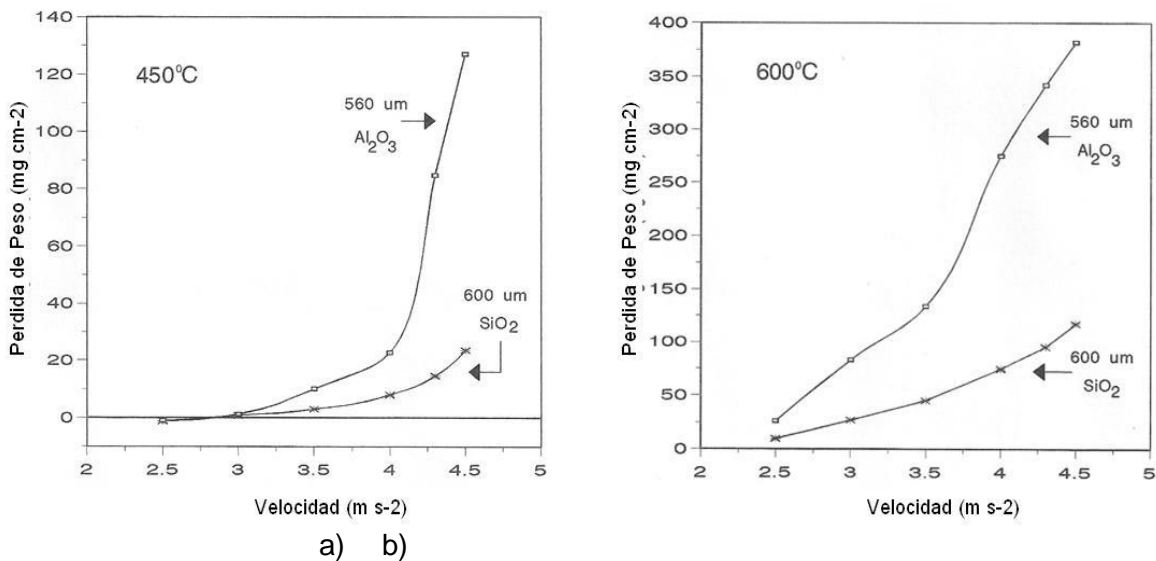 140
120
100
80
60
40
20
0
2
2.5
3
3.5
4
4.5
5
450°C
560 um
Al₂O₃
600 um
SiO₂
Perdida de Peso (mg cm-2)
Velocidad (m s-2)
400
350
300
250
200
150
100
50
0
2
2.5
3
3.5
4
4.5
5
600°C
560 um
Al₂O₃
600 um
SiO₂
Perdida de Peso (mg cm-2)
Velocidad (m s-2)
a) b)